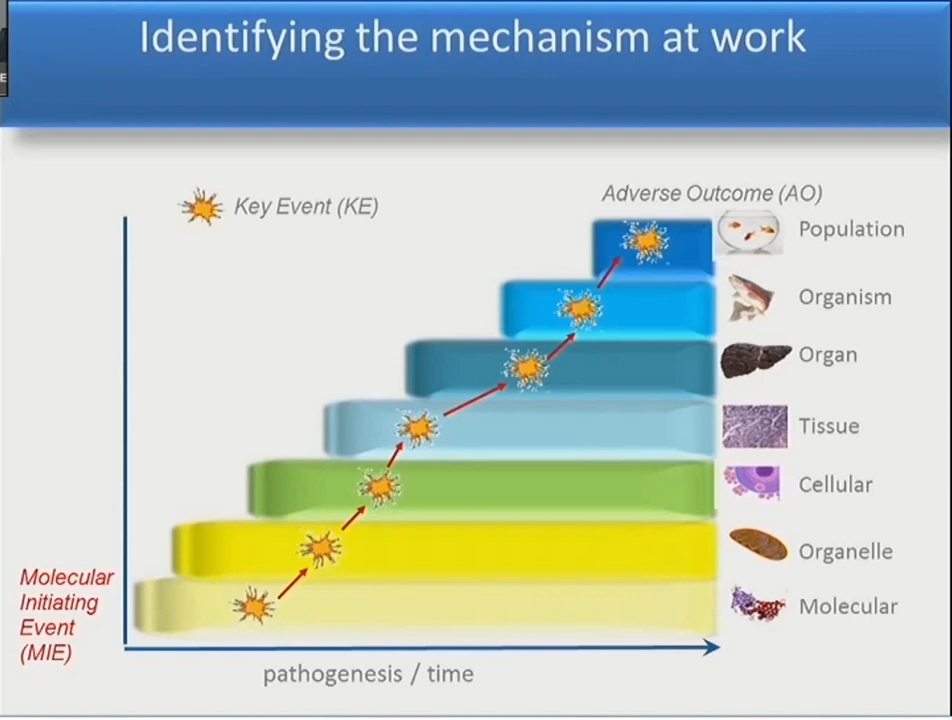 Identifying the mechanism at work
E
Key Event (KE)
Adverse Outcome (AO)
Population
Organism
Organ
Tissue
Cellular
Organelle
Molecular
Molecular
Initiating
Event
(MIE)
pathogenesis / time